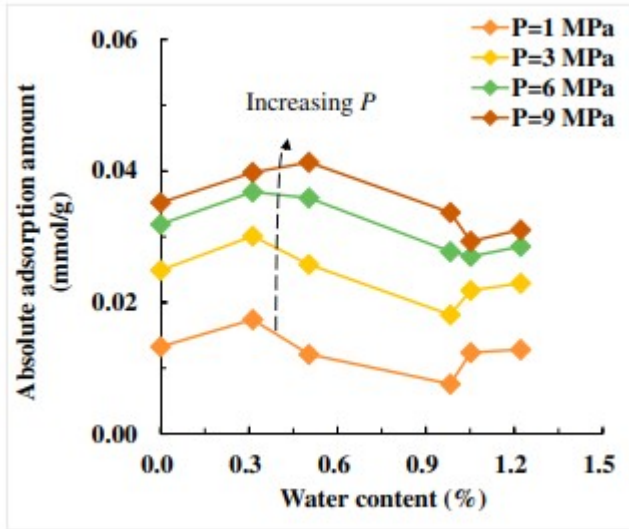 0.06
P=1 MPa
P=3 MPa
P=6 MPa
P=9 MPa
Increasing P
0.04
0.02
0.00
Absolute adsorption amount
(mmol/g)
0.0 0.3 0.6 0.9 1.2 1.5
Water content (%)